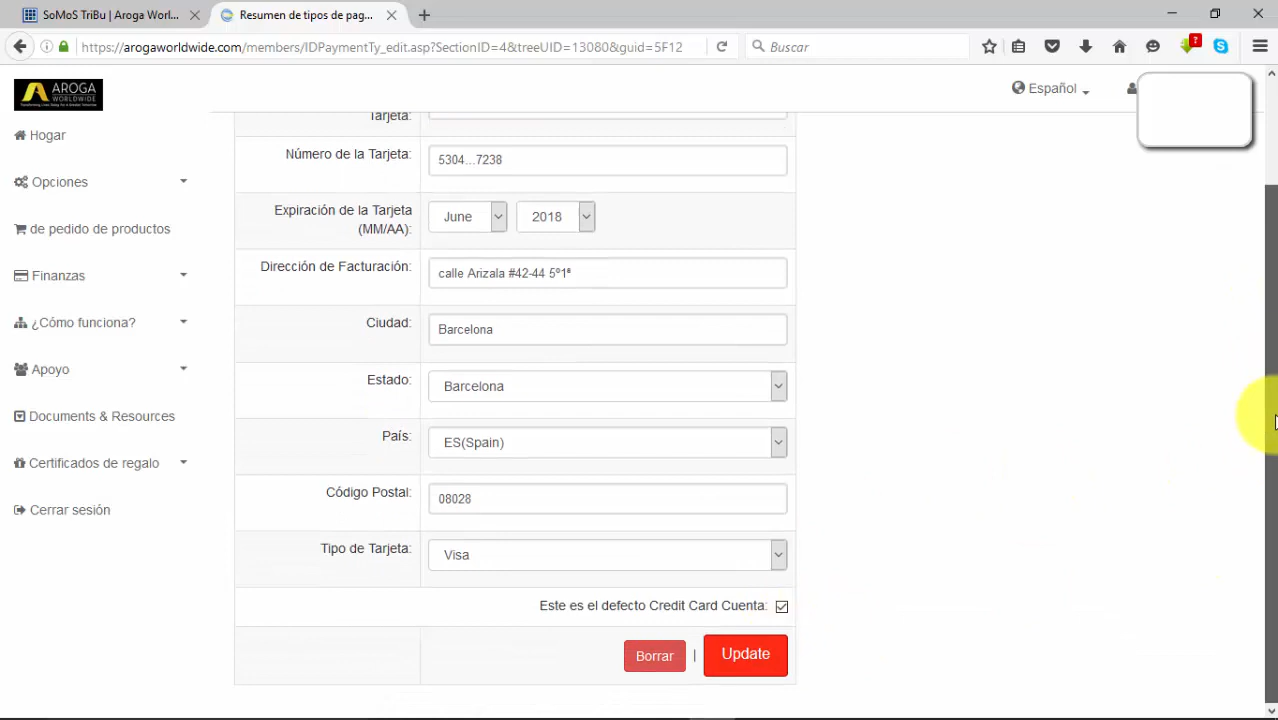 SoMoS TriBu | Aroga Worl...
Resumen de tipos de pag...
https://arogaworldwide.com/members/IDPaymentTy_edit.asp?SectionID=4&treeUID=13080&guid=5F12
Buscar
?
AROGA
WORLDWIDE
Español
Hogar
Opciones
de pedido de productos
Finanzas
¿Cómo funciona?
Apoyo
Documents & Resources
Certificados de regalo
Cerrar sesión
Tarjeta:
Número de la Tarjeta:
5304...7238
Expiración de la Tarjeta
(MM/AA):
June
2018
Dirección de Facturación:
calle Arizala #42-44 5º1ª
Ciudad:
Barcelona
Estado:
Barcelona
País:
ES(Spain)
Código Postal:
08028
Tipo de Tarjeta:
Visa
Este es el defecto Credit Card Cuenta:
Borrar
|
Update